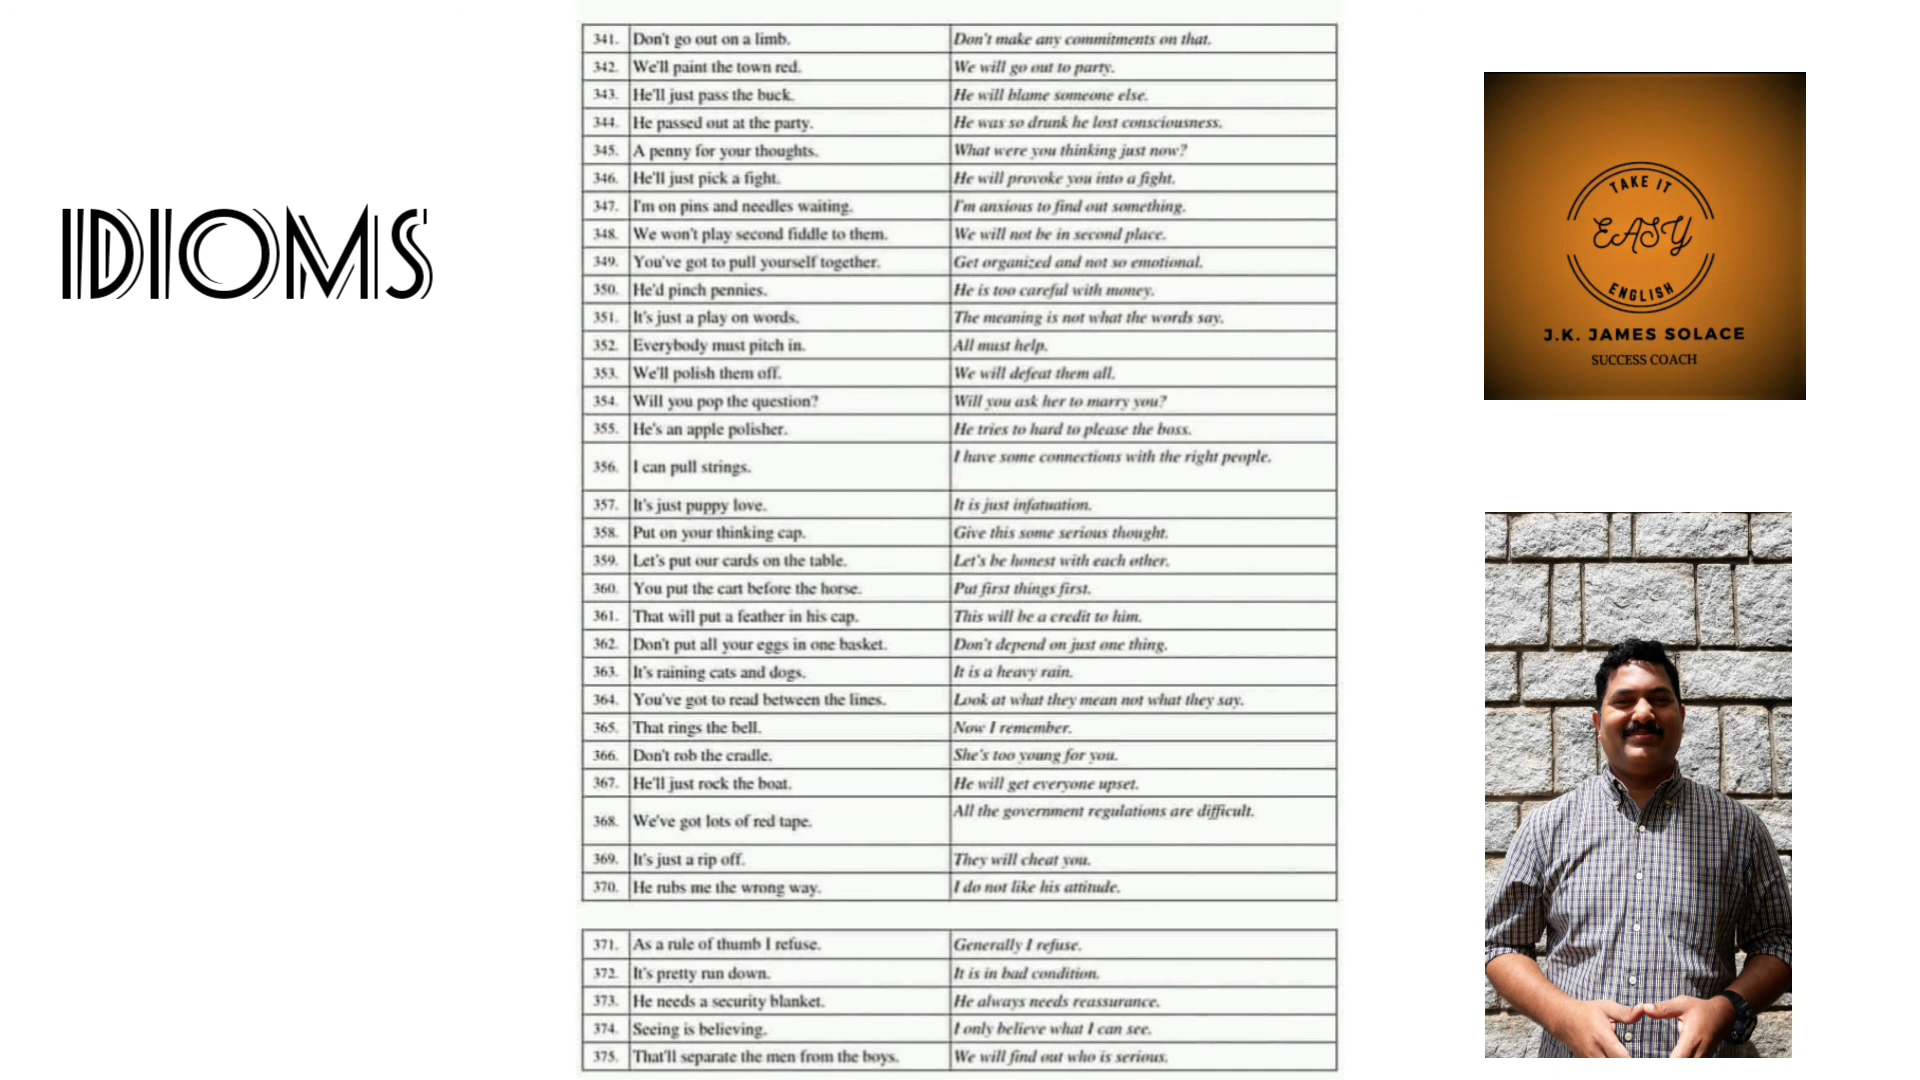 IDIOMS
341. Don't go out on a limb. Don't make any commitments on that.
342. We'll paint the town red. We will go out to party.
343. He'll just pass the buck. He will blame someone else.
344. He passed out at the party. He was so drunk he lost consciousness.
345. A penny for your thoughts. What were you thinking just now?
346. He'll just pick a fight. He will provoke you into a fight.
347. I'm on pins and needles waiting. I'm anxious to find out something.
348. We won't play second fiddle to them. We will not be in second place.
349. You've got to pull yourself together. Get organized and not so emotional.
350. He'd pinch pennies. He is too careful with money.
351. It's just a play on words. The meaning is not what the words say.
352. Everybody must pitch in. All must help.
353. We'll polish them off. We will defeat them all.
354. Will you pop the question? Will you ask her to marry you?
355. He's an apple polisher. He tries to hard to please the boss.
356. I can pull strings. I have some connections with the right people.
357. It's just puppy love. It is just infatuation.
358. Put on your thinking cap. Give this some serious thought.
359. Let's put our cards on the table. Let's be honest with each other.
360. You put the cart before the horse. Put first things first.
361. That will put a feather in his cap. This will be a credit to him.
362. Don't put all your eggs in one basket. Don't depend on just one thing.
363. It's raining cats and dogs. It is a heavy rain.
364. You've got to read between the lines. Look at what they mean not what they say.
365. That rings the bell. Now I remember.
366. Don't rob the cradle. She's too young for you.
367. He'll just rock the boat. He will get everyone upset.
368. We've got lots of red tape. All the government regulations are difficult.
369. It's just a rip off. They will cheat you.
370. He rubs me the wrong way. I do not like his attitude.
371. As a rule of thumb I refuse. Generally I refuse.
372. It's pretty run down. It is in bad condition.
373. He needs a security blanket. He always needs reassurance.
374. Seeing is believing. I only believe what I can see.
375. That'll separate the men from the boys. We will find out who is serious.
TAKE IT
EASY
ENGLISH
J.K. JAMES SOLACE
SUCCESS COACH